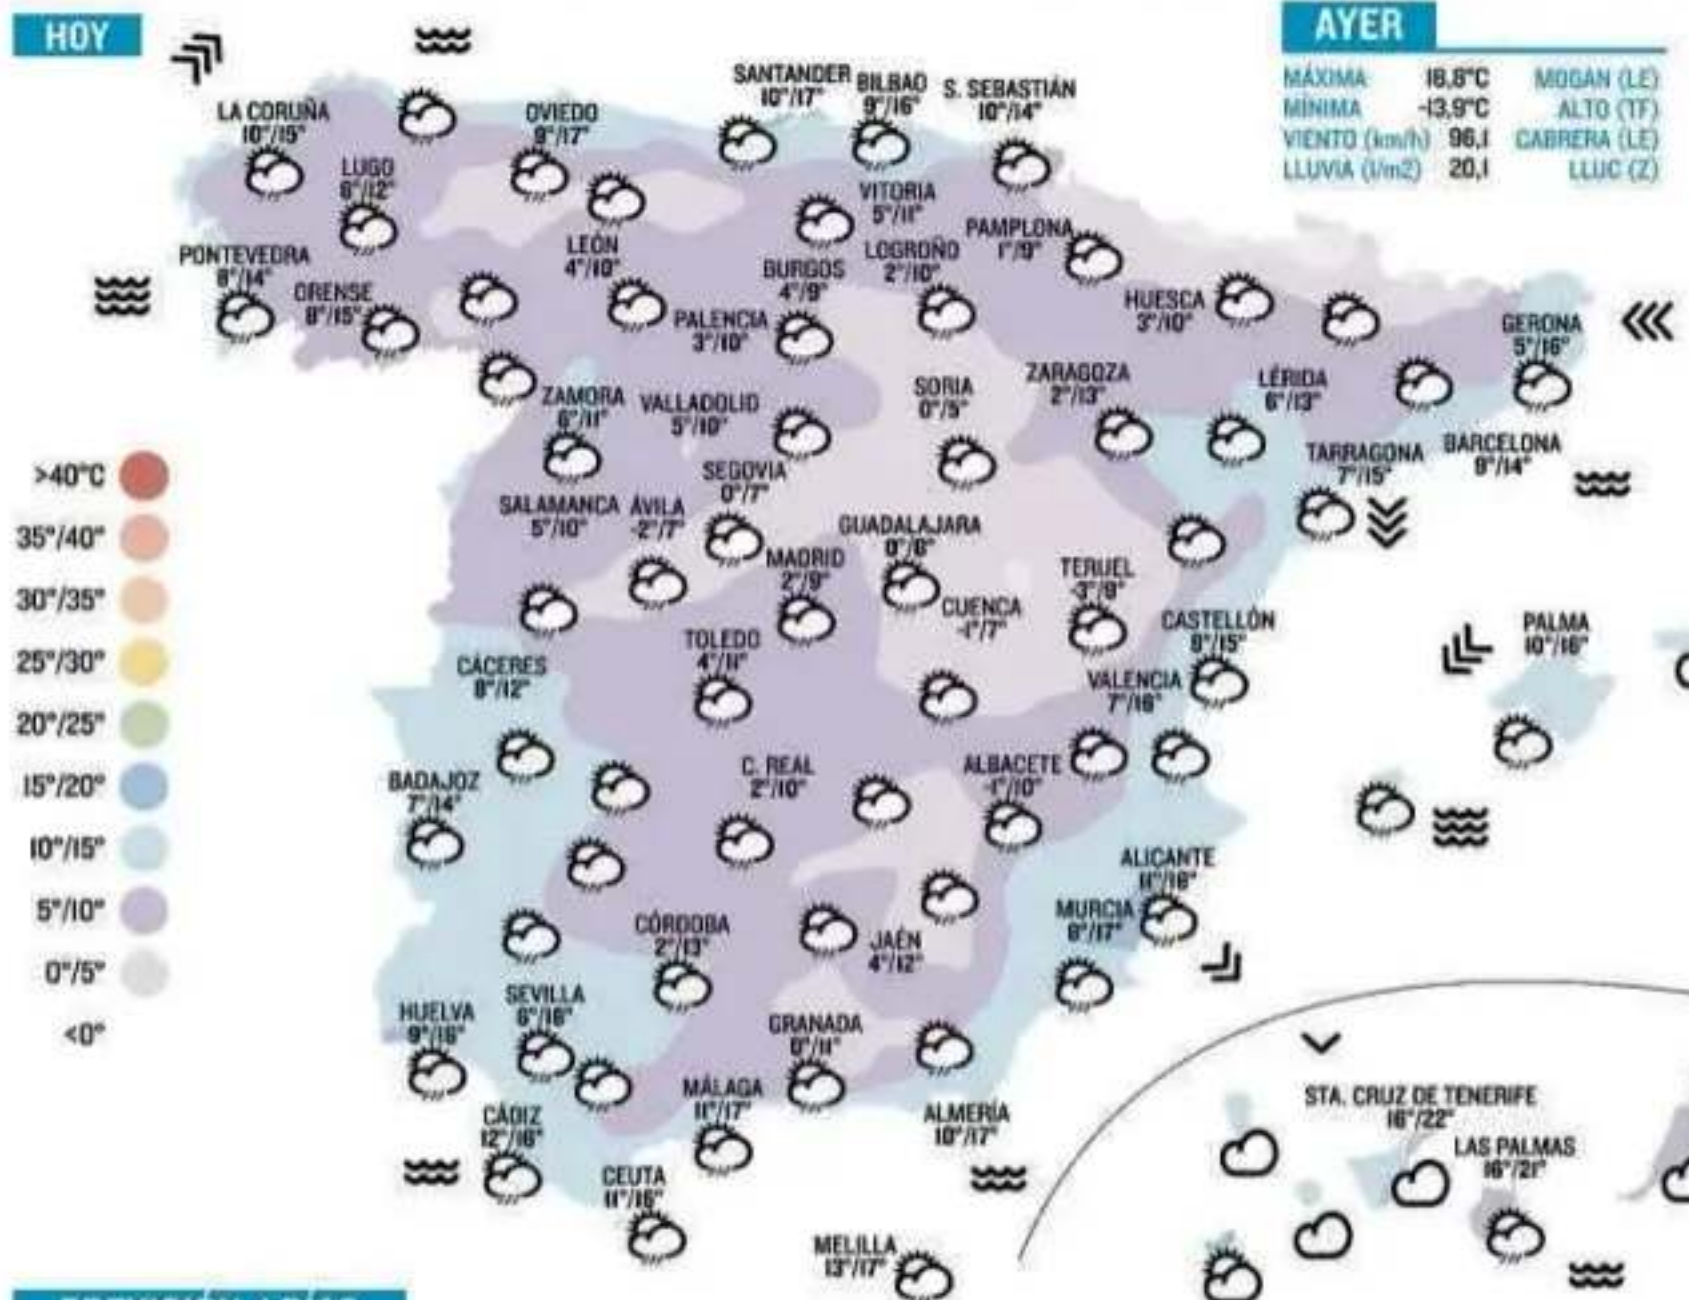 HOY
AYER
MÁXIMA 18,8°C MOGÁN (LE)
MÍNIMA -13,9°C ALTO (TF)
VIENTO (km/h) 96,1 CABRERA (LE)
LLUVIA (l/m2) 20,1 LLUC (Z)
SANTANDER
10°/17°
BILBAO
9°/16°
S. SEBASTIÁN
10°/14°
LA CORUÑA
10°/15°
OVIEDO
9°/17°
LUGO
6°/12°
VITORIA
5°/11°
PAMPLONA
1°/9°
PONTEVEDRA
8°/14°
LEÓN
4°/10°
LOGROÑO
2°/10°
BURGOS
4°/9°
ORENSE
8°/15°
HUESCA
3°/10°
PALENCIA
3°/10°
GERONA
5°/16°
ZAMORA
6°/11°
VALLADOLID
5°/10°
SORIA
0°/5°
ZARAGOZA
2°/13°
LÉRIDA
6°/13°
TARRAGONA
7°/15°
BARCELONA
9°/14°
SEGOVIA
0°/7°
SALAMANCA
5°/10°
ÁVILA
-2°/7°
GUADALAJARA
0°/6°
MADRID
2°/9°
TERUEL
-3°/9°
CUENCA
-1°/7°
CASTELLÓN
9°/15°
PALMA
10°/16°
TOLEDO
4°/11°
CÁCERES
8°/12°
VALENCIA
7°/16°
BADAJOZ
7°/14°
C. REAL
2°/10°
ALBACETE
-1°/10°
ALICANTE
11°/16°
MURCIA
8°/17°
CÓRDOBA
2°/13°
JAÉN
4°/12°
HUELVA
9°/16°
SEVILLA
6°/16°
GRANADA
0°/11°
MÁLAGA
11°/17°
CÁDIZ
12°/16°
ALMERÍA
10°/17°
CEUTA
11°/16°
MELILLA
13°/17°
STA. CRUZ DE TENERIFE
16°/22°
LAS PALMAS
16°/21°
>40°C
35°/40°
30°/35°
25°/30°
20°/25°
15°/20°
10°/15°
5°/10°
0°/5°
<0°